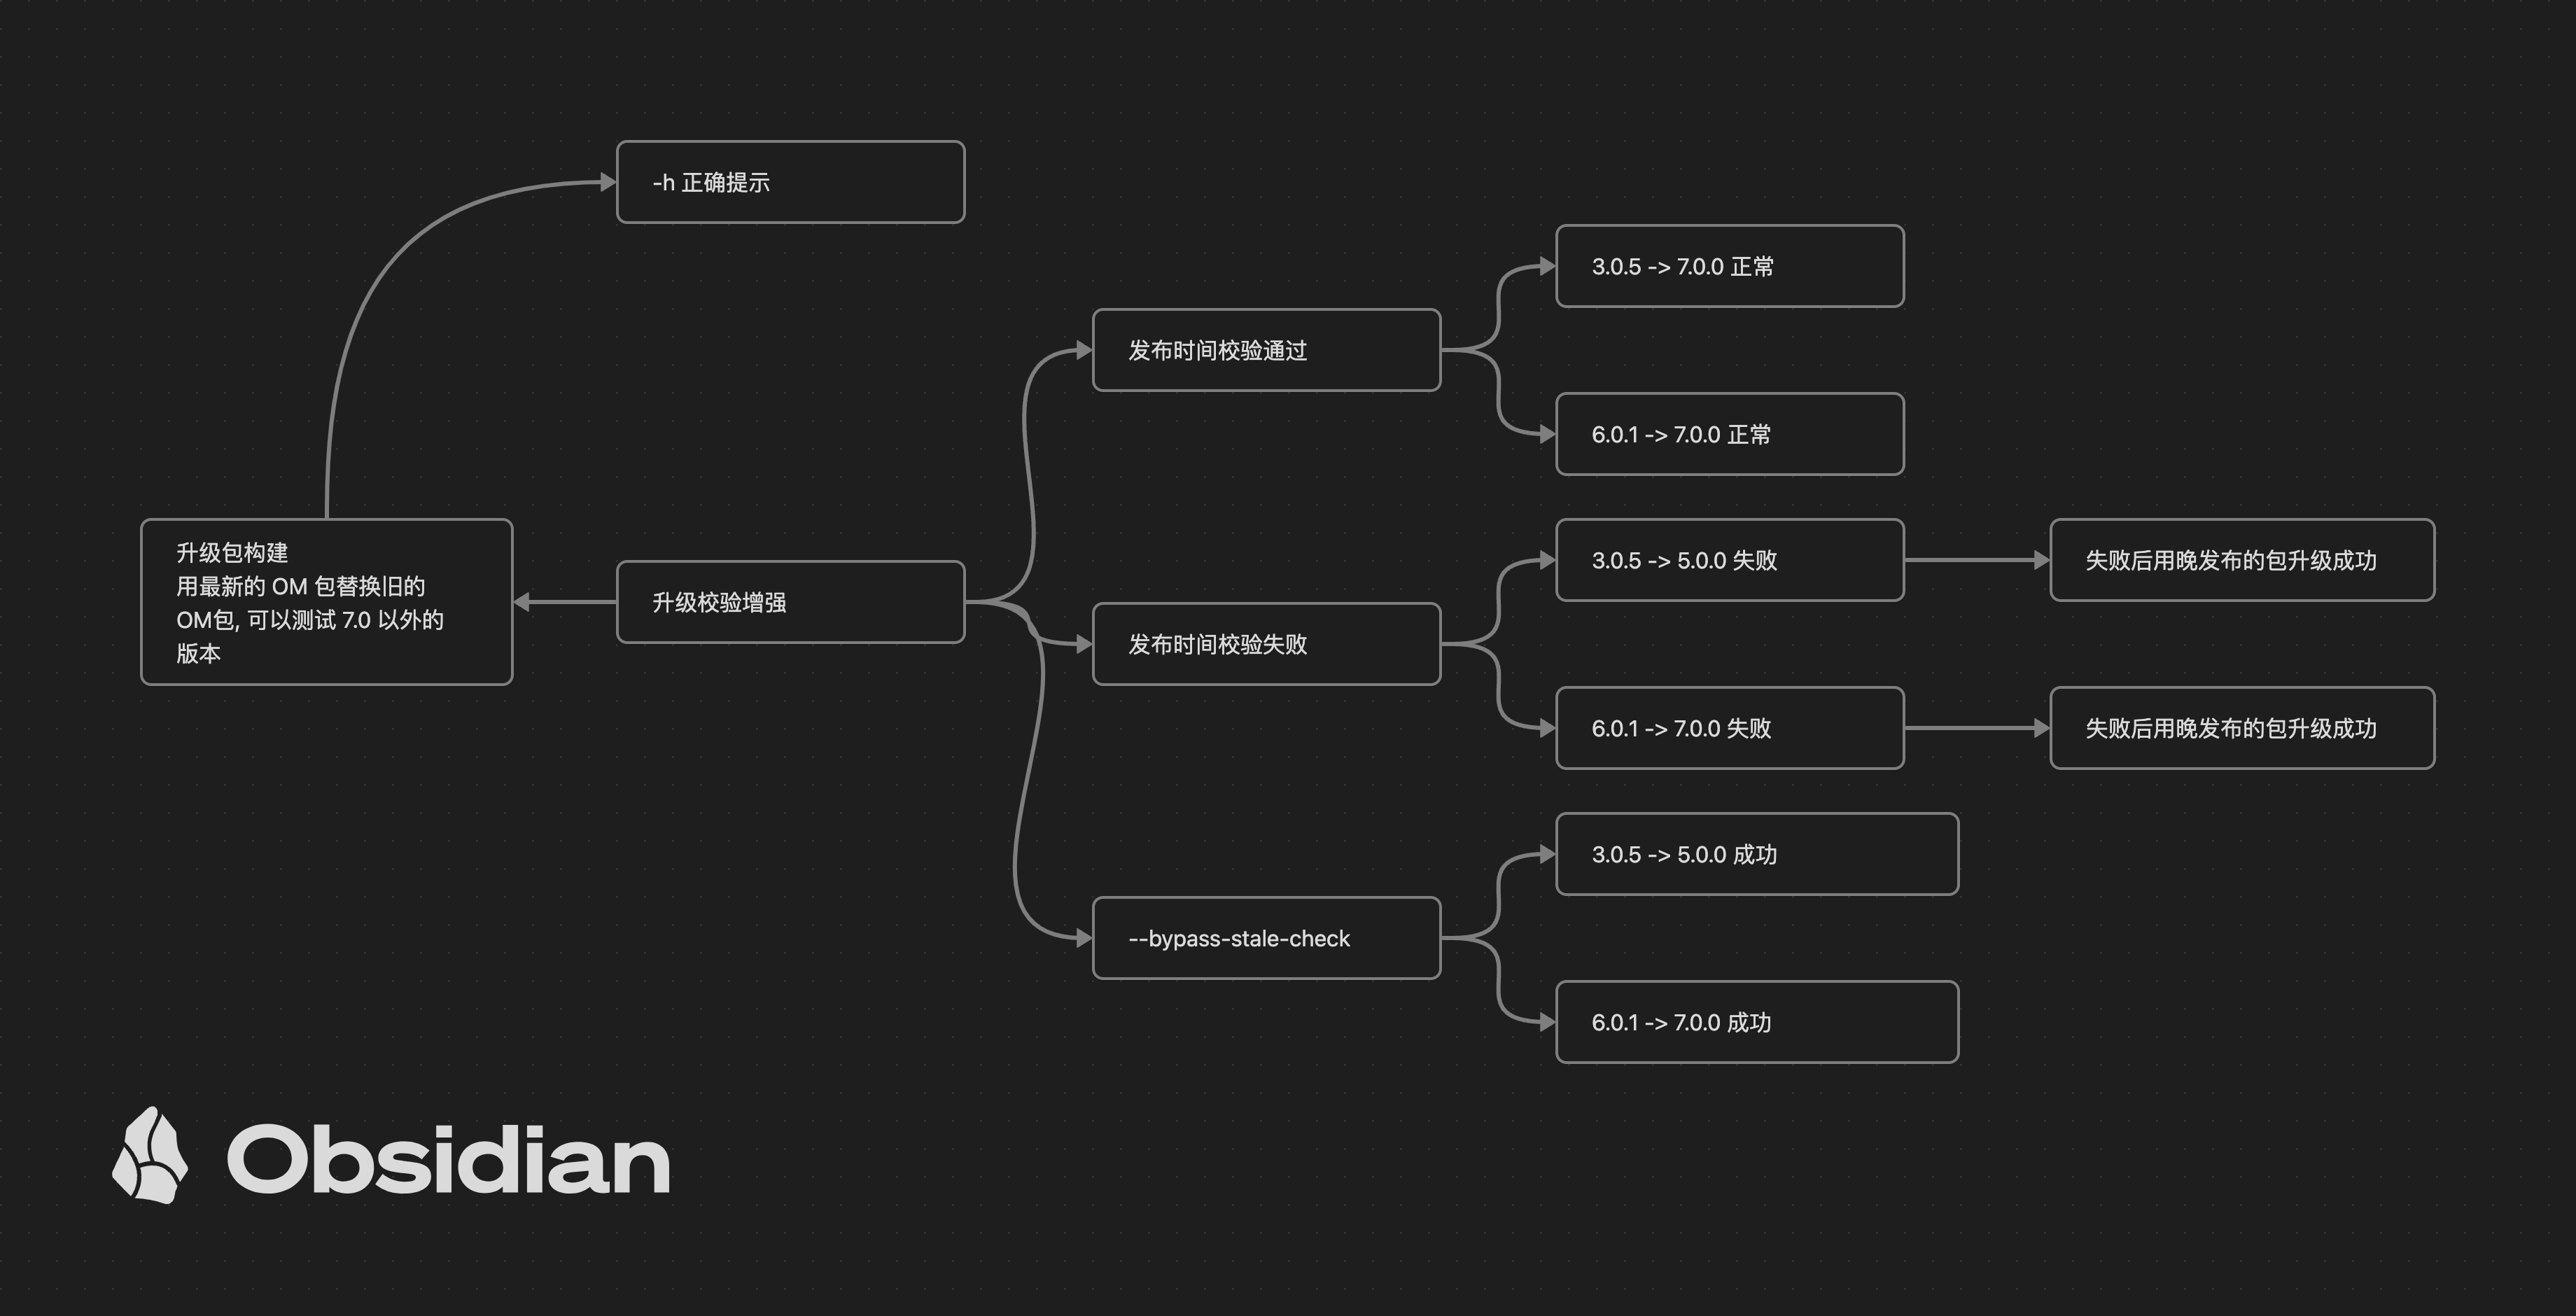 -h 正确提示
3.0.5 -> 7.0.0 正常
发布时间校验通过
6.0.1 -> 7.0.0 正常
升级包构建
用最新的 OM 包替换旧的
OM包, 可以测试 7.0 以外的
版本
升级校验增强
3.0.5 -> 5.0.0 失败
失败后用晚发布的包升级成功
发布时间校验失败
6.0.1 -> 7.0.0 失败
失败后用晚发布的包升级成功
3.0.5 -> 5.0.0 成功
--bypass-stale-check
6.0.1 -> 7.0.0 成功
Obsidian